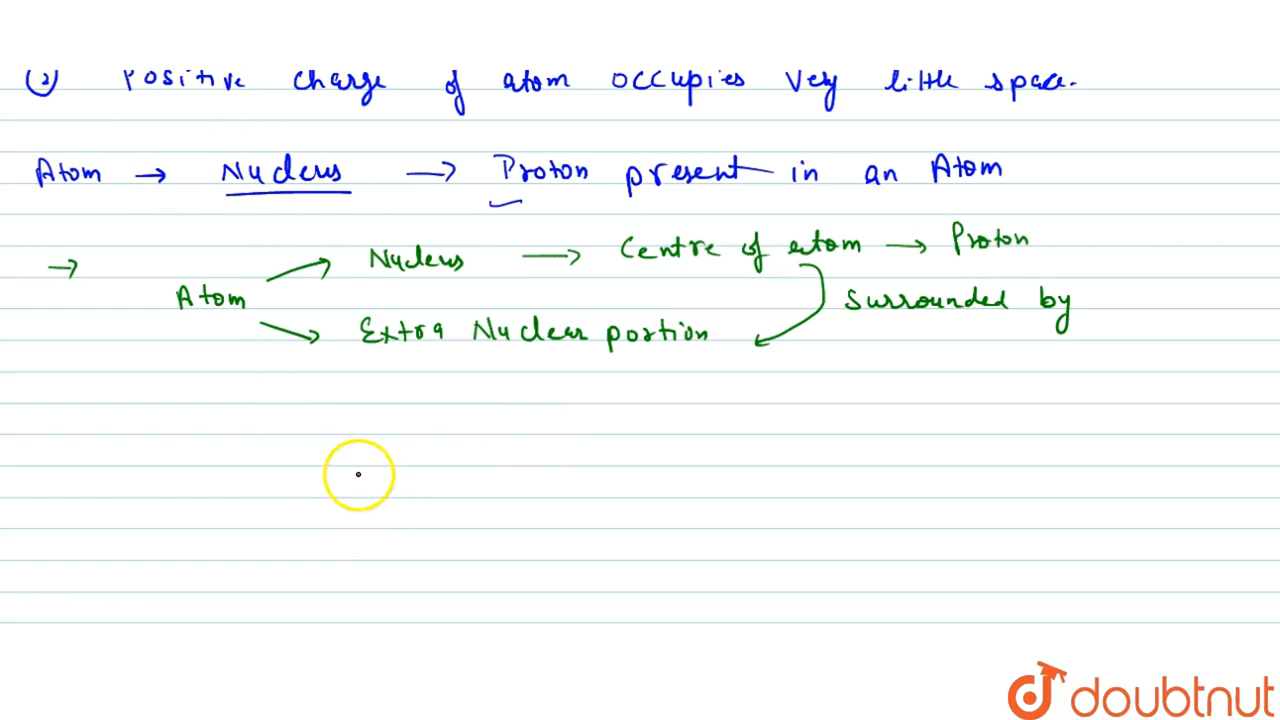 (2) Positive charge of atom occupies very little space.
Atom → Nucleus → Proton present in an Atom
→ Nucleus → Centre of atom → Proton
Atom
Surrounded by
Extra Nuclear portion
doubtnut